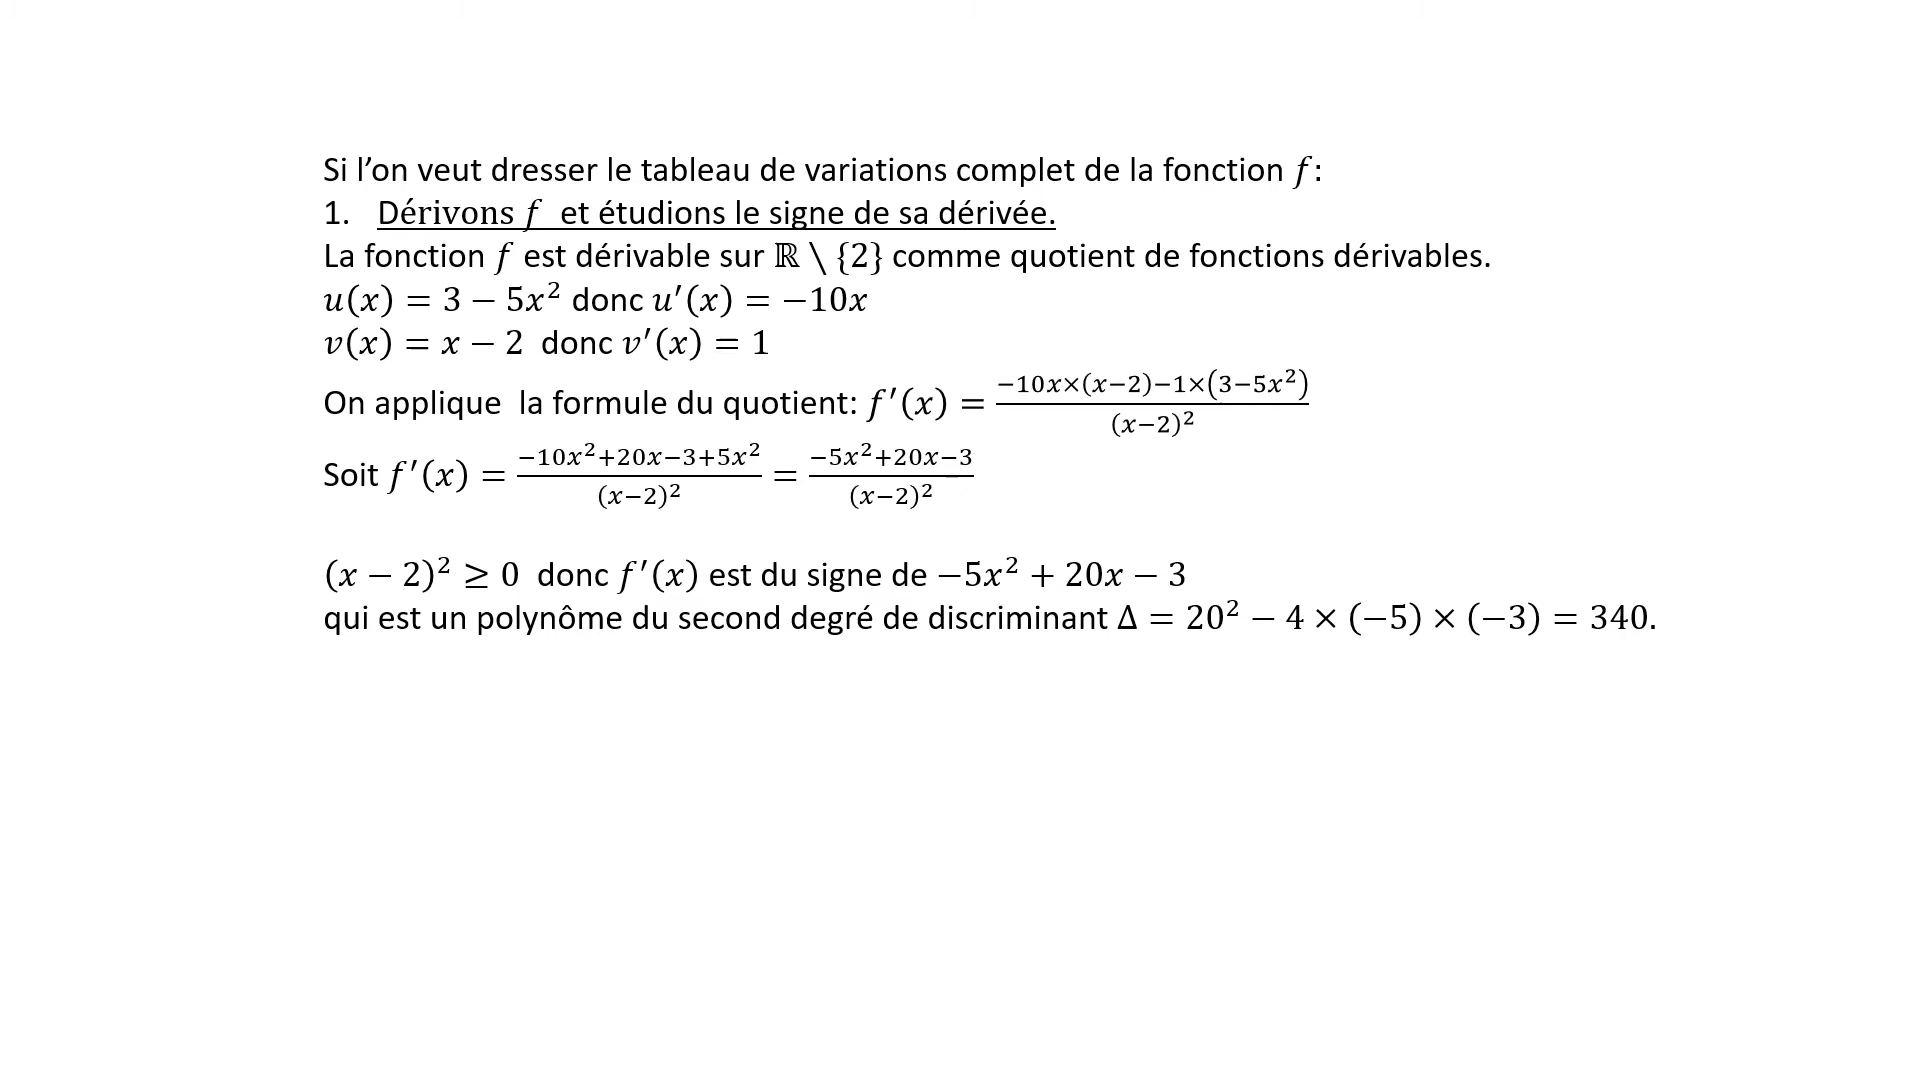 Si l’on veut dresser le tableau de variations complet de la fonction f:
1. Dérivons f et étudions le signe de sa dérivée.
La fonction f est dérivable sur ℝ \ {2} comme quotient de fonctions dérivables.
u(x) = 3 − 5x² donc u′(x) = −10x
v(x) = x − 2 donc v′(x) = 1
On applique la formule du quotient: f′(x) = (−10x×(x−2)−1×(3−5x²))/((x−2)²)
Soit f′(x) = (−10x²+20x−3+5x²)/((x−2)²) = (−5x²+20x−3)/((x−2)²)
(x − 2)² ≥ 0 donc f′(x) est du signe de −5x² + 20x − 3
qui est un polynôme du second degré de discriminant Δ = 20² − 4 × (−5) × (−3) = 340.